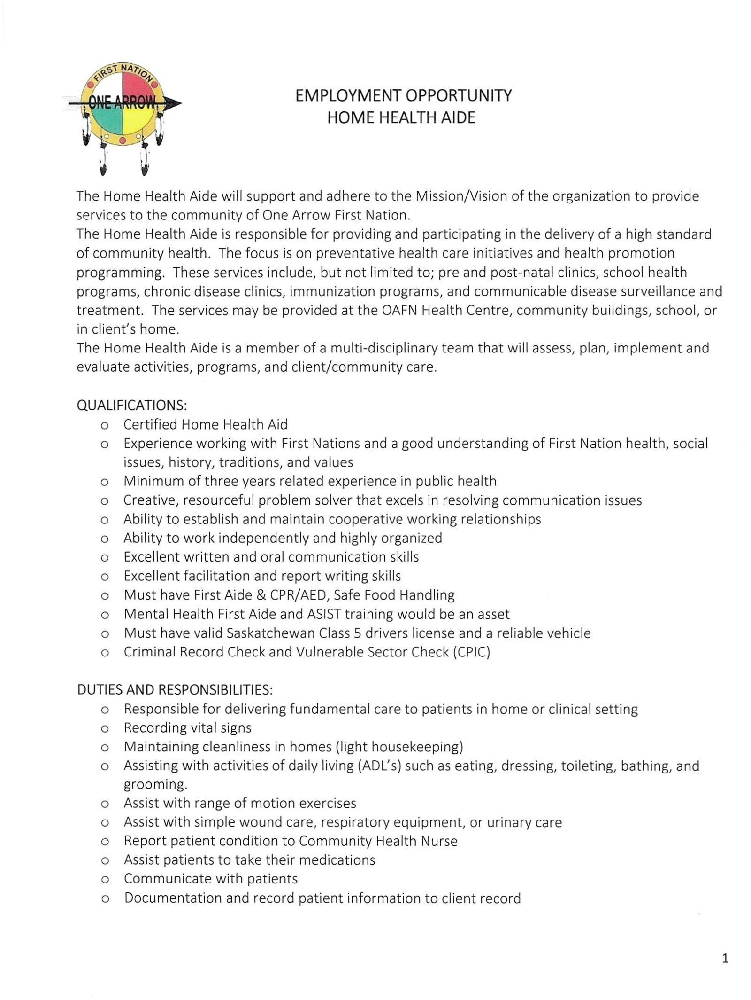 FIRST NATION
ONE ARROW
EMPLOYMENT OPPORTUNITY
HOME HEALTH AIDE
The Home Health Aide will support and adhere to the Mission/Vision of the organization to provide
services to the community of One Arrow First Nation.
The Home Health Aide is responsible for providing and participating in the delivery of a high standard
of community health.  The focus is on preventative health care initiatives and health promotion
programming.  These services include, but not limited to; pre and post-natal clinics, school health
programs, chronic disease clinics, immunization programs, and communicable disease surveillance and
treatment.  The services may be provided at the OAFN Health Centre, community buildings, school, or
in client's home.
The Home Health Aide is a member of a multi-disciplinary team that will assess, plan, implement and
evaluate activities, programs, and client/community care.
QUALIFICATIONS:
o Certified Home Health Aid
o Experience working with First Nations and a good understanding of First Nation health, social
issues, history, traditions, and values
o Minimum of three years related experience in public health
o Creative, resourceful problem solver that excels in resolving communication issues
o Ability to establish and maintain cooperative working relationships
o Ability to work independently and highly organized
o Excellent written and oral communication skills
o Excellent facilitation and report writing skills
o Must have First Aide & CPR/AED, Safe Food Handling
o Mental Health First Aide and ASIST training would be an asset
o Must have valid Saskatchewan Class 5 drivers license and a reliable vehicle
o Criminal Record Check and Vulnerable Sector Check (CPIC)
DUTIES AND RESPONSIBILITIES:
o Responsible for delivering fundamental care to patients in home or clinical setting
o Recording vital signs
o Maintaining cleanliness in homes (light housekeeping)
o Assisting with activities of daily living (ADL's) such as eating, dressing, toileting, bathing, and
grooming.
o Assist with range of motion exercises
o Assist with simple wound care, respiratory equipment, or urinary care
o Report patient condition to Community Health Nurse
o Assist patients to take their medications
o Communicate with patients
o Documentation and record patient information to client record
1